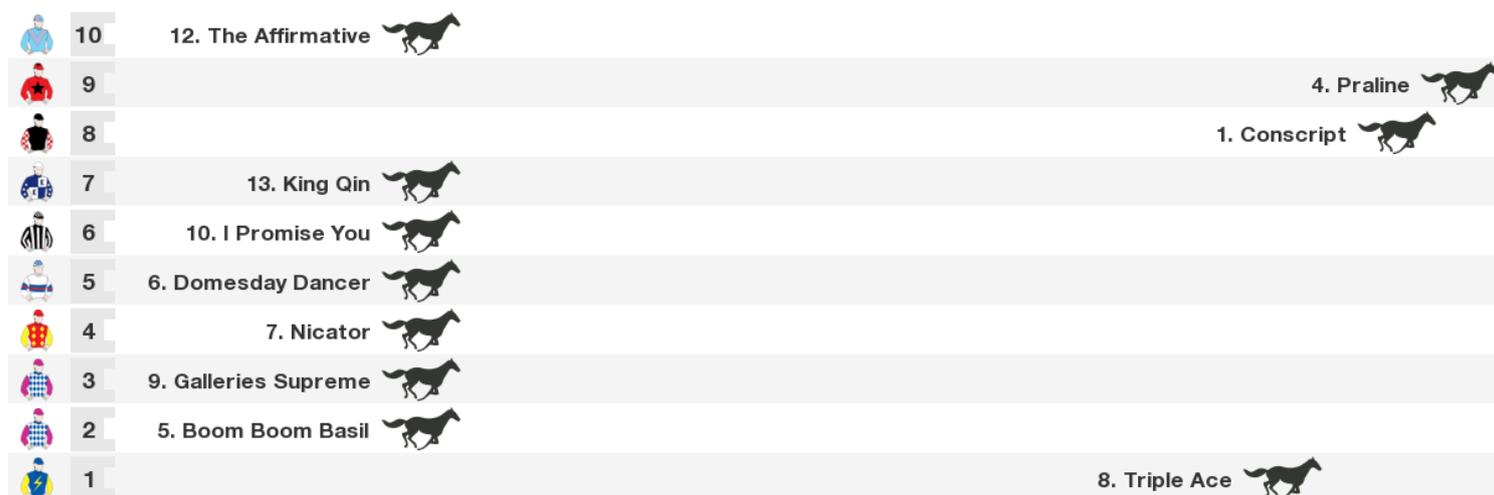 10 12. The Affirmative
9 4. Praline
8 1. Conscript
7 13. King Qin
6 10. I Promise You
5 6. Domesday Dancer
4 7. Nicator
3 9. Galleries Supreme
2 5. Boom Boom Basil
1 8. Triple Ace